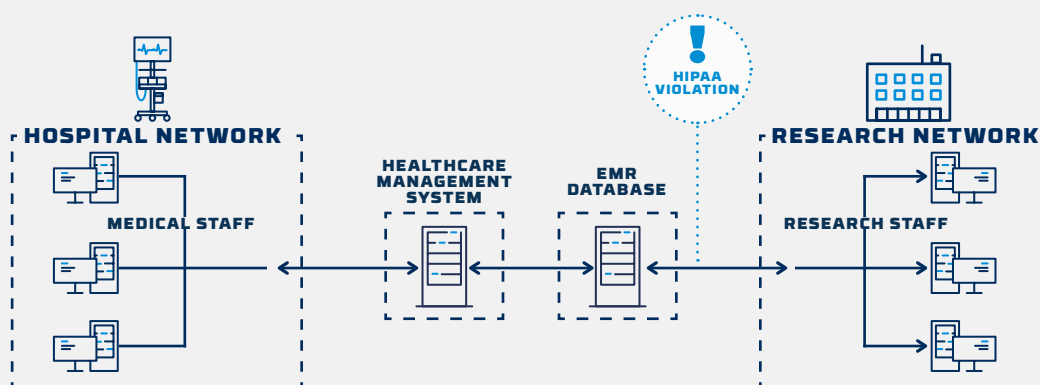 HIPAA
VIOLATION
HOSPITAL NETWORK
RESEARCH NETWORK
HEALTHCARE
MANAGEMENT
SYSTEM
EMR
DATABASE
MEDICAL STAFF
RESEARCH STAFF